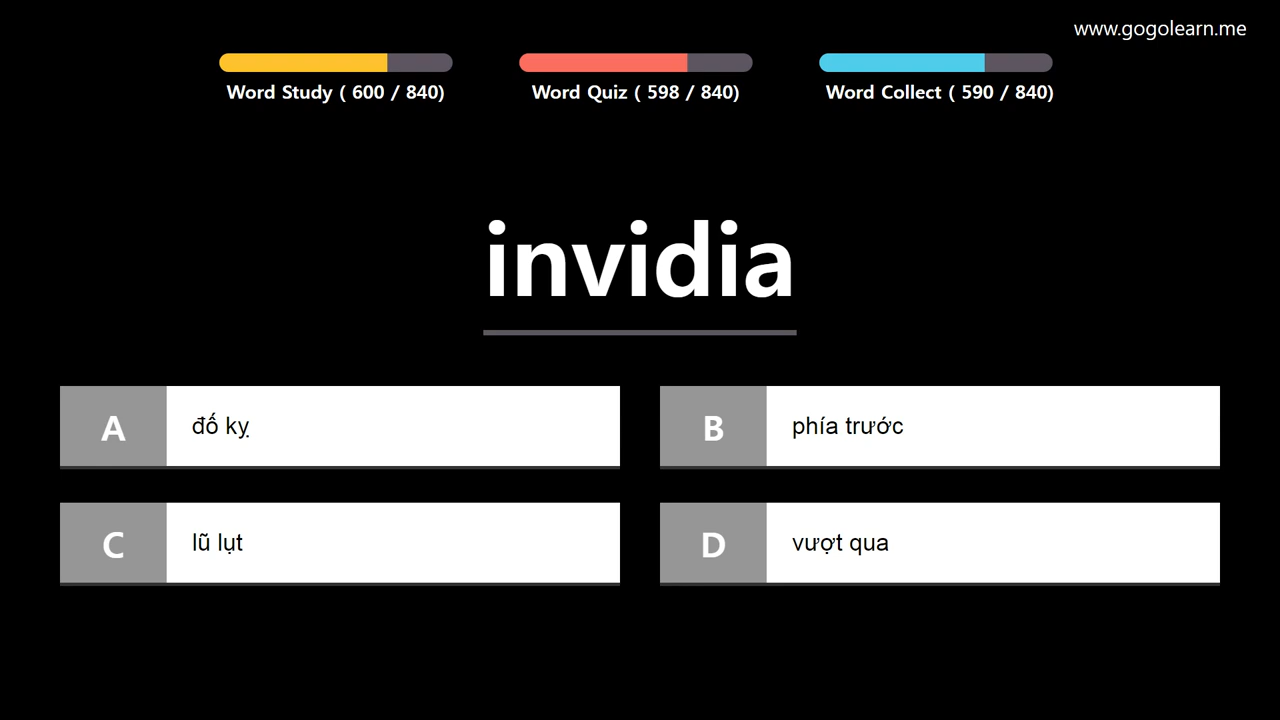 www.gogolearn.me
Word Study ( 600 / 840)
Word Quiz ( 598 / 840)
Word Collect ( 590 / 840)
invidia
A
đố kỵ
B
phía trước
C
lũ lụt
D
vượt qua